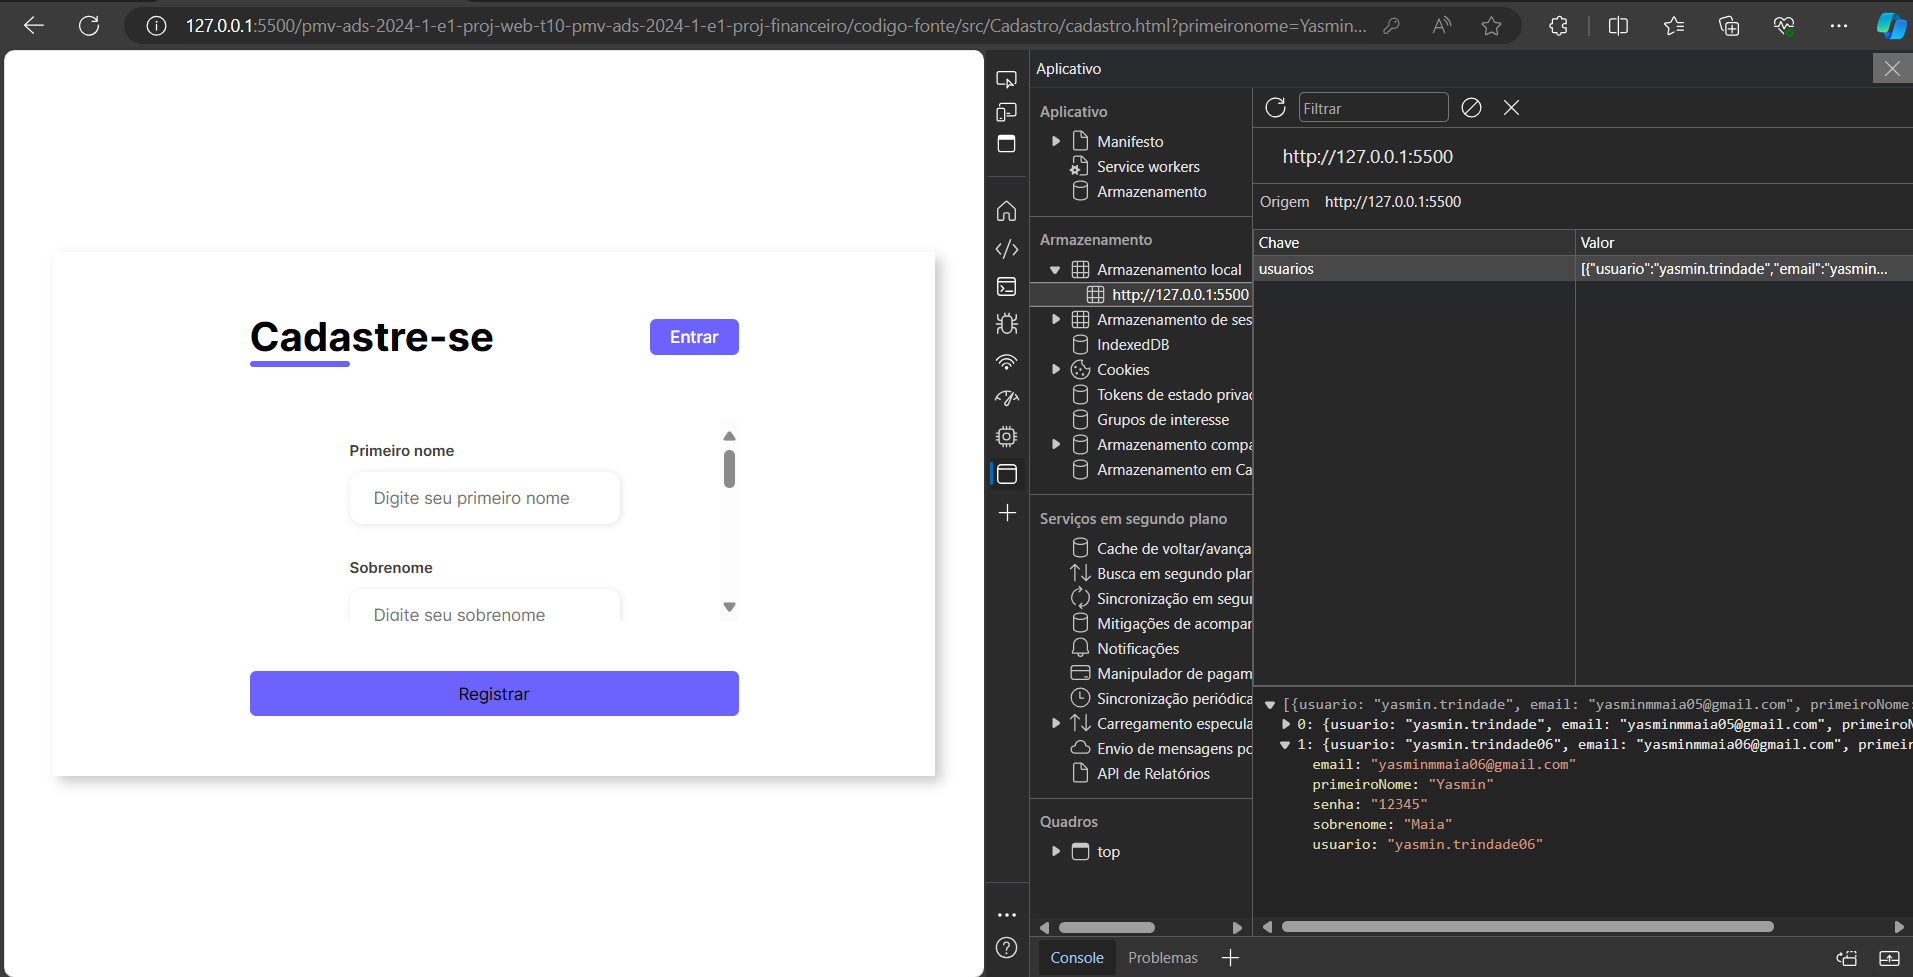 127.0.0.1:5500/pmv-ads-2024-1-e1-proj-web-t10-pmv-ads-2024-1-e1-proj-financeiro/codigo-fonte/src/Cadastro/cadastro.html?primeironome=Yasmin...
Cadastre-se
Entrar
Primeiro nome
Digite seu primeiro nome
Sobrenome
Digite seu sobrenome
Registrar
Aplicativo
Aplicativo
Manifesto
Service workers
Armazenamento
Armazenamento
Armazenamento local
http://127.0.0.1:5500
Armazenamento de ses
IndexedDB
Cookies
Tokens de estado privac
Grupos de interesse
Armazenamento compa
Armazenamento em Ca
Serviços em segundo plano
Cache de voltar/avança
Busca em segundo plan
Sincronização em segun
Mitigações de acompar
Notificações
Manipulador de pagam
Sincronização periódica
Carregamento especula
Envio de mensagens po
API de Relatórios
Quadros
top
Filtrar
http://127.0.0.1:5500
Origem http://127.0.0.1:5500
Chave Valor
usuarios [{"usuario":"yasmin.trindade","email":"yasmin...
[{usuario: "yasmin.trindade", email: "yasminmmaia05@gmail.com", primeiroNome:
0: {usuario: "yasmin.trindade", email: "yasminmmaia05@gmail.com", primeiroN
1: {usuario: "yasmin.trindade06", email: "yasminmmaia06@gmail.com", primeir
email: "yasminmmaia06@gmail.com"
primeiroNome: "Yasmin"
senha: "12345"
sobrenome: "Maia"
usuario: "yasmin.trindade06"
Console Problemas